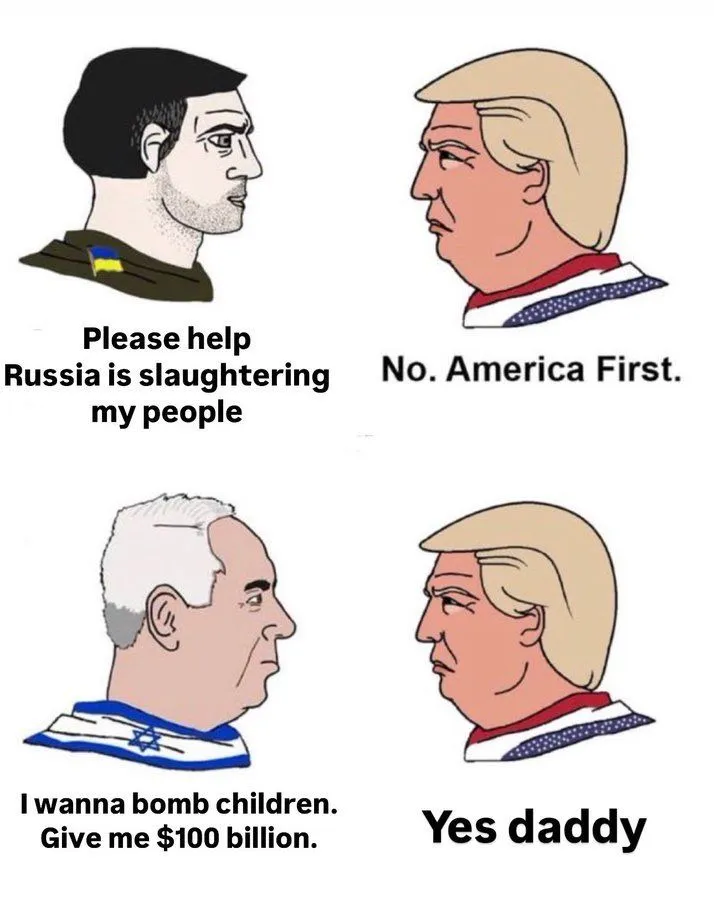 Please help
Russia is slaughtering
my people
No. America First.
I wanna bomb children.
Give me $100 billion.
Yes daddy